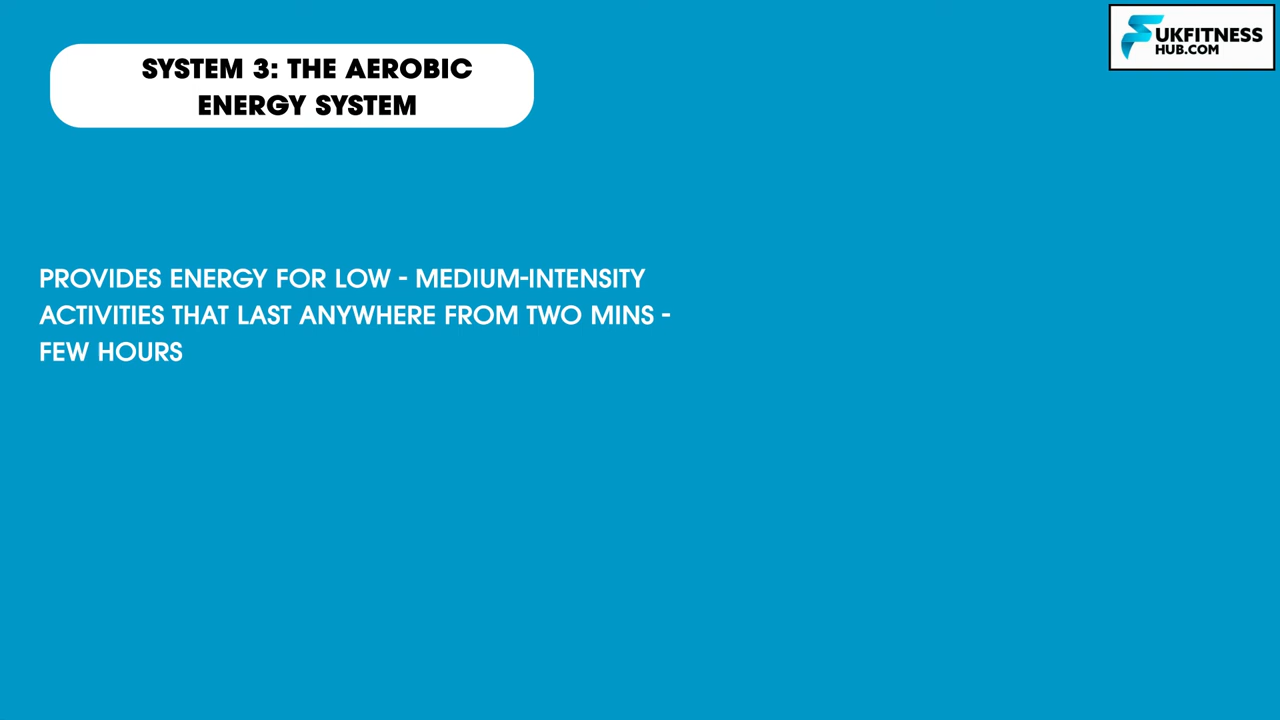 SYSTEM 3: THE AEROBIC
ENERGY SYSTEM
UKFITNESS
HUB.COM
PROVIDES ENERGY FOR LOW - MEDIUM-INTENSITY
ACTIVITIES THAT LAST ANYWHERE FROM TWO MINS -
FEW HOURS